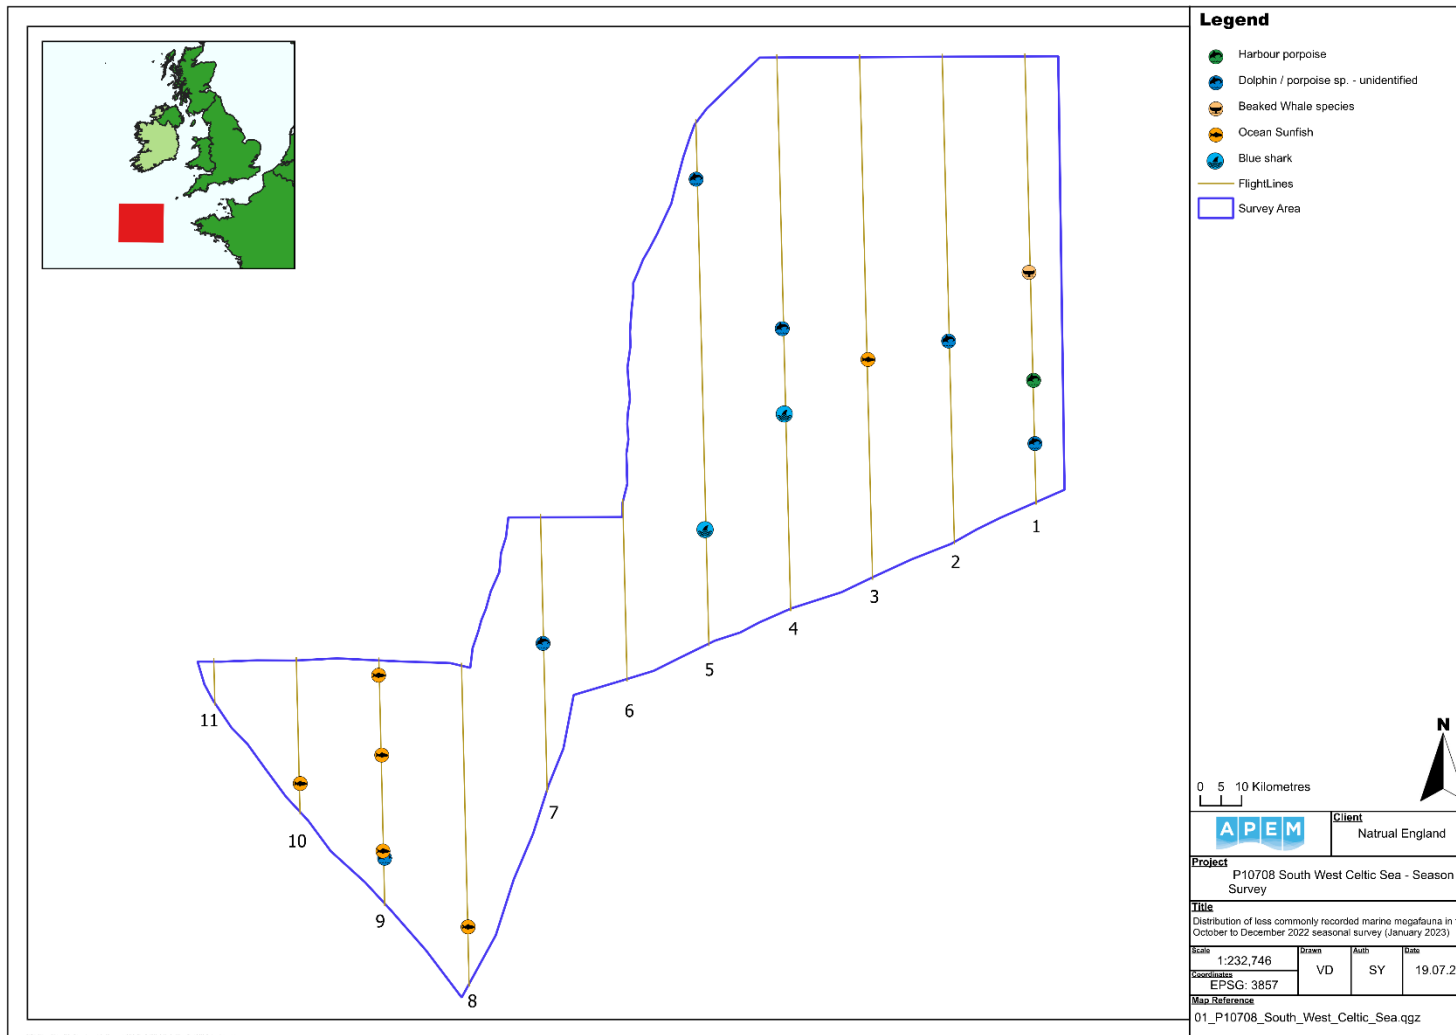 Legend
Harbour porpoise
Dolphin / porpoise sp. - unidentified
Beaked Whale species
Ocean Sunfish
Blue shark
FlightLines
Survey Area
1
2
3
4
5
6
7
8
9
10
11
N
0 5 10 Kilometres
APEM
Client
Natrual England
Project
P10708 South West Celtic Sea - Season
Survey
Title
Distribution of less commonly recorded marine megafauna in
October to December 2022 seasonal survey (January 2023)
Scale
1:232,746
Drawn
VD
Auth
SY
Date
19.07.2
Coordinates
EPSG: 3857
Map Reference
01_P10708_South_West_Celtic_Sea.qgz